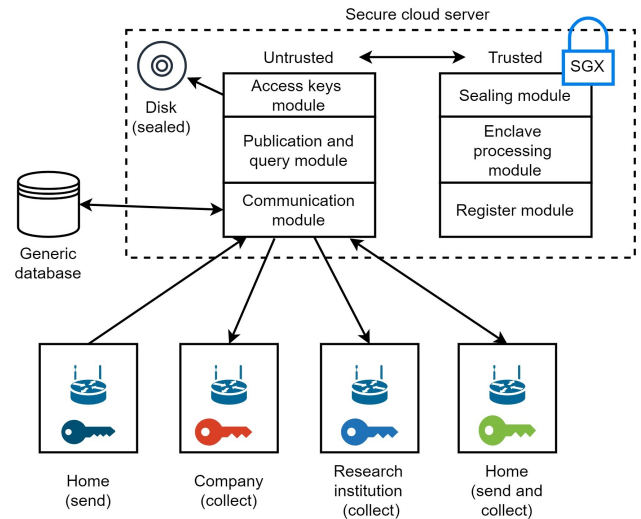 Secure cloud server
Untrusted
Trusted
SGX
Disk
(sealed)
Access keys
module
Publication and
query module
Communication
module
Sealing module
Enclave
processing
module
Register module
Generic
database
Home
(send)
Company
(collect)
Research
institution
(collect)
Home
(send and
collect)